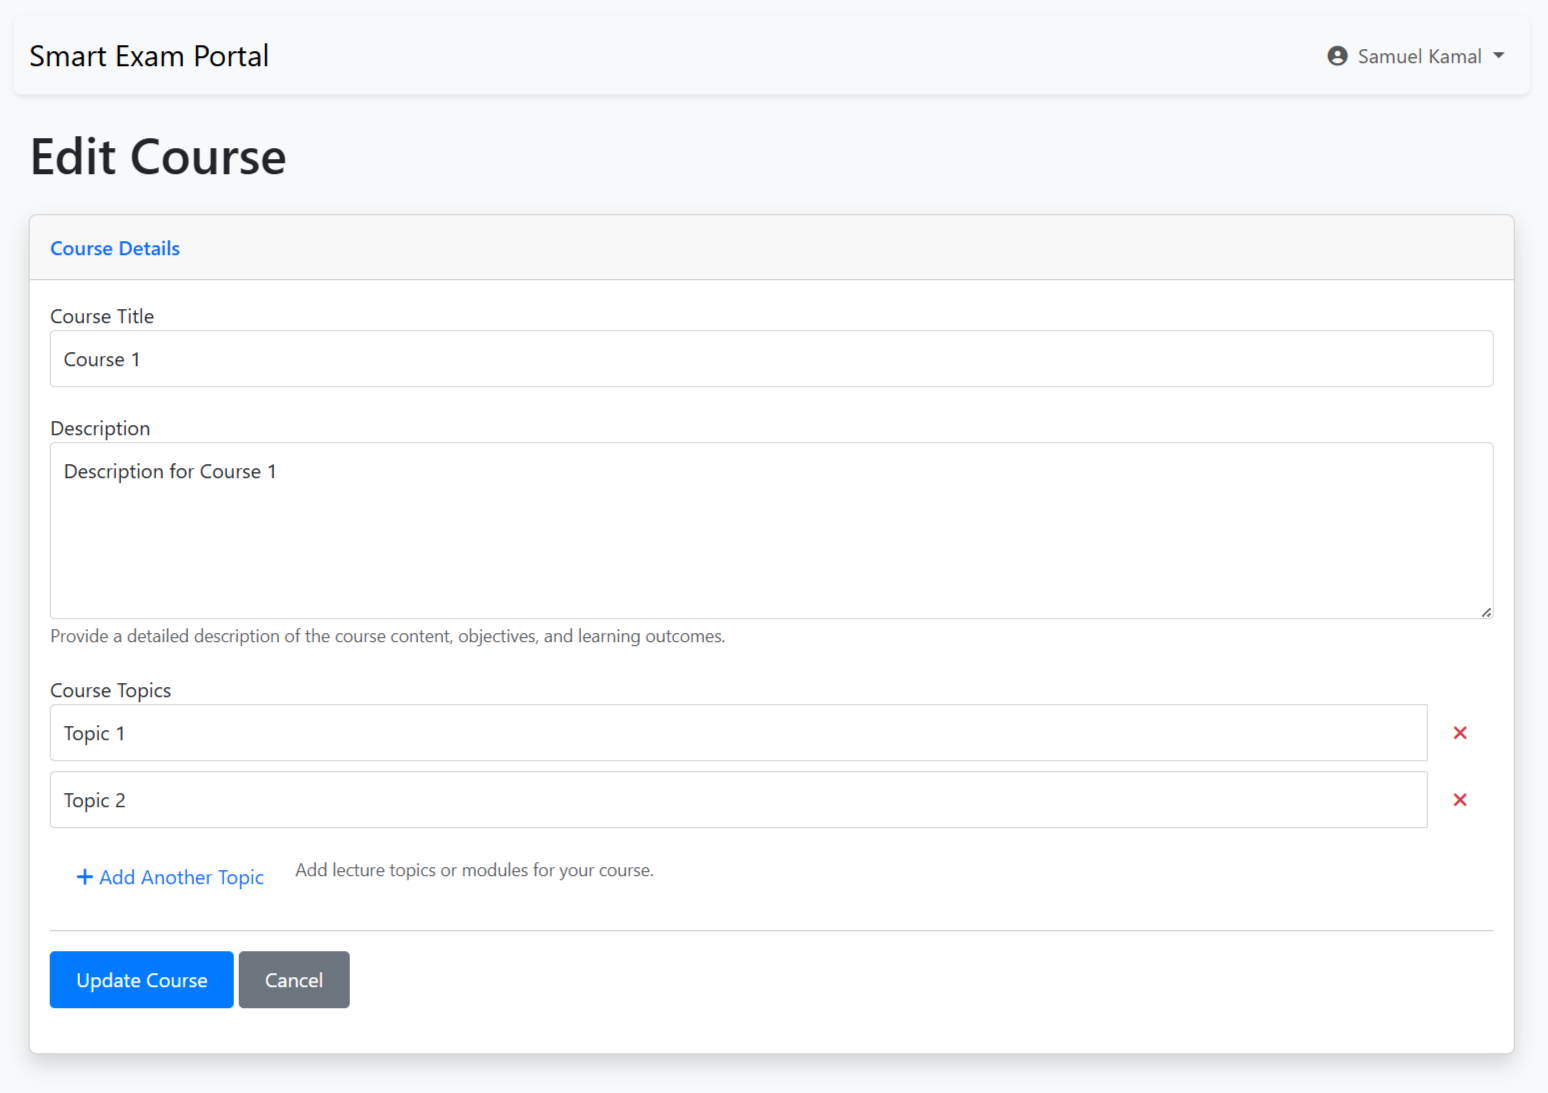 Smart Exam Portal
Samuel Kamal
Edit Course
Course Details
Course Title
Course 1
Description
Description for Course 1
Provide a detailed description of the course content, objectives, and learning outcomes.
Course Topics
Topic 1
Topic 2
Add Another Topic
Add lecture topics or modules for your course.
Update Course
Cancel